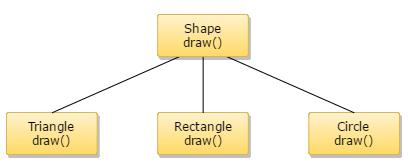 Shape
draw()
Triangle
draw()
Rectangle
draw()
Circle
draw()